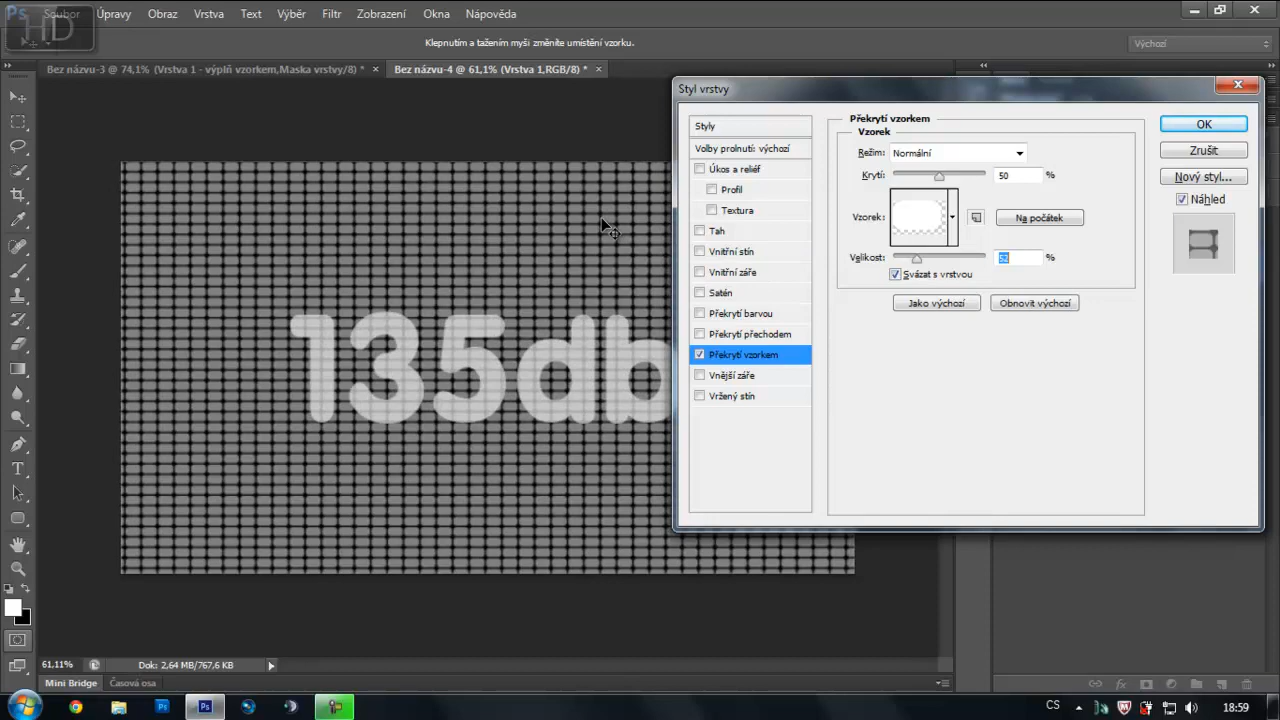 Ps Soubor Úpravy Obraz Vrstva Text Výběr Filtr Zobrazení Okna Nápověda
HD
Klepnutím a tažením myši změníte umístění vzorku.
Výchozí
Bez názvu-3 @ 74,1% (Vrstva 1 - výplň vzorkem,Maska vrstvy/8) * ×
Bez názvu-4 @ 61,1% (Vrstva 1,RGB/8) * ×
Styl vrstvy
Styly
Volby prolnutí: výchozí
Úkos a reliéf
Profil
Textura
Tah
Vnitřní stín
Vnitřní záře
Satén
Překrytí barvou
Překrytí přechodem
Překrytí vzorkem
Vnější záře
Vržený stín
Překrytí vzorkem
Vzorek
Režim: Normální
Krytí: 50 %
Vzorek: Na počátek
Velikost: 52 %
Svázat s vrstvou
Jako výchozí Obnovit výchozí
OK
Zrušit
Nový styl...
Náhled
135db
61,11% Dok: 2,64 MB/767,6 KB
Mini Bridge Časová osa
CS 18:59